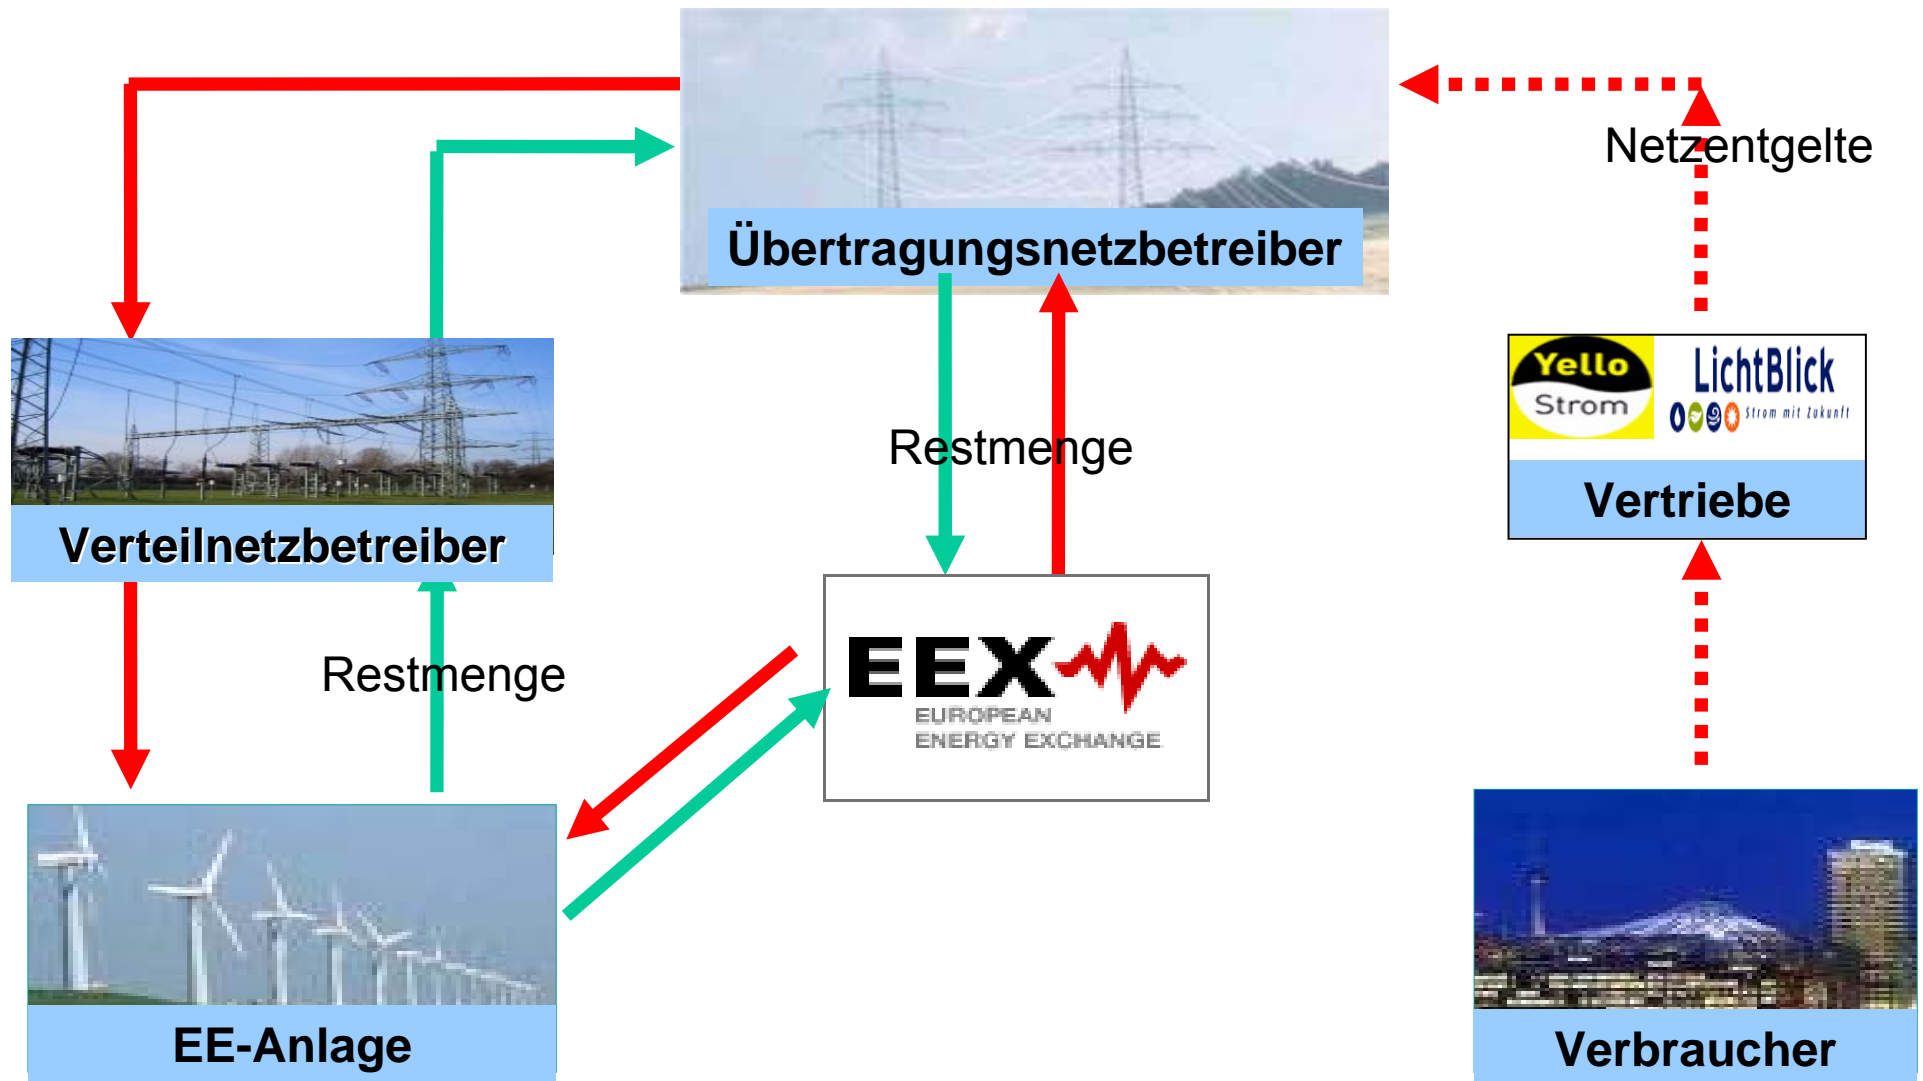 Netzentgelte
Übertragungsnetzbetreiber
Yello
Strom
LichtBlick
Strom mit Zukunft
Restmenge
Vertriebe
Verteilnetzbetreiber
Restmenge
EEX
EUROPEAN
ENERGY EXCHANGE
EE-Anlage
Verbraucher